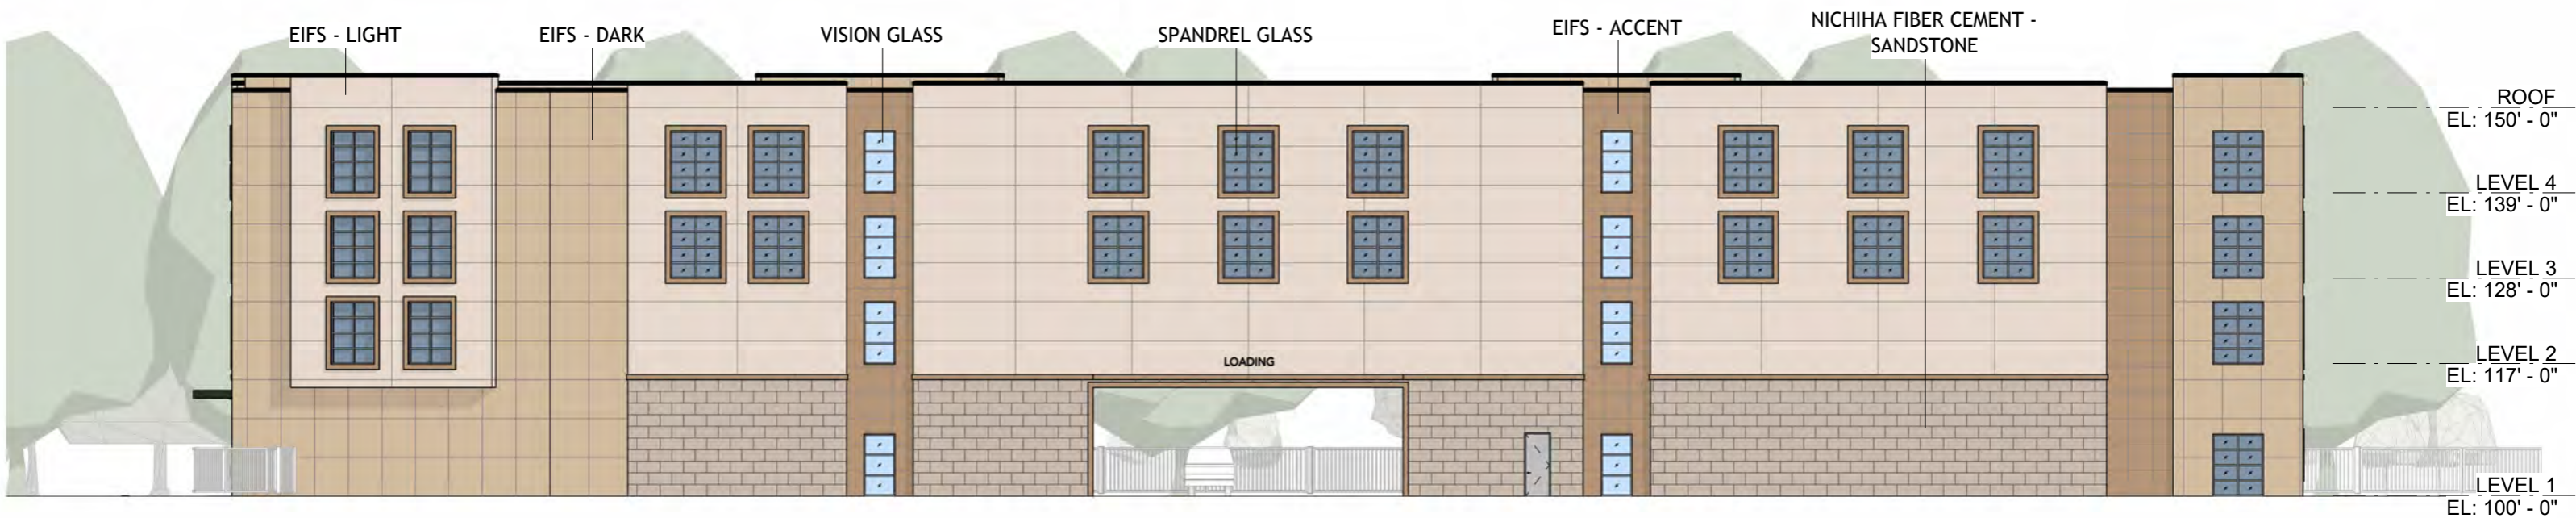 EIFS - LIGHT
EIFS - DARK
VISION GLASS
SPANDREL GLASS
EIFS - ACCENT
NICHIHA FIBER CEMENT -
SANDSTONE
ROOF
EL: 150' - 0"
LEVEL 4
EL: 139' - 0"
LEVEL 3
EL: 128' - 0"
LEVEL 2
EL: 117' - 0"
LEVEL 1
EL: 100' - 0"
LOADING